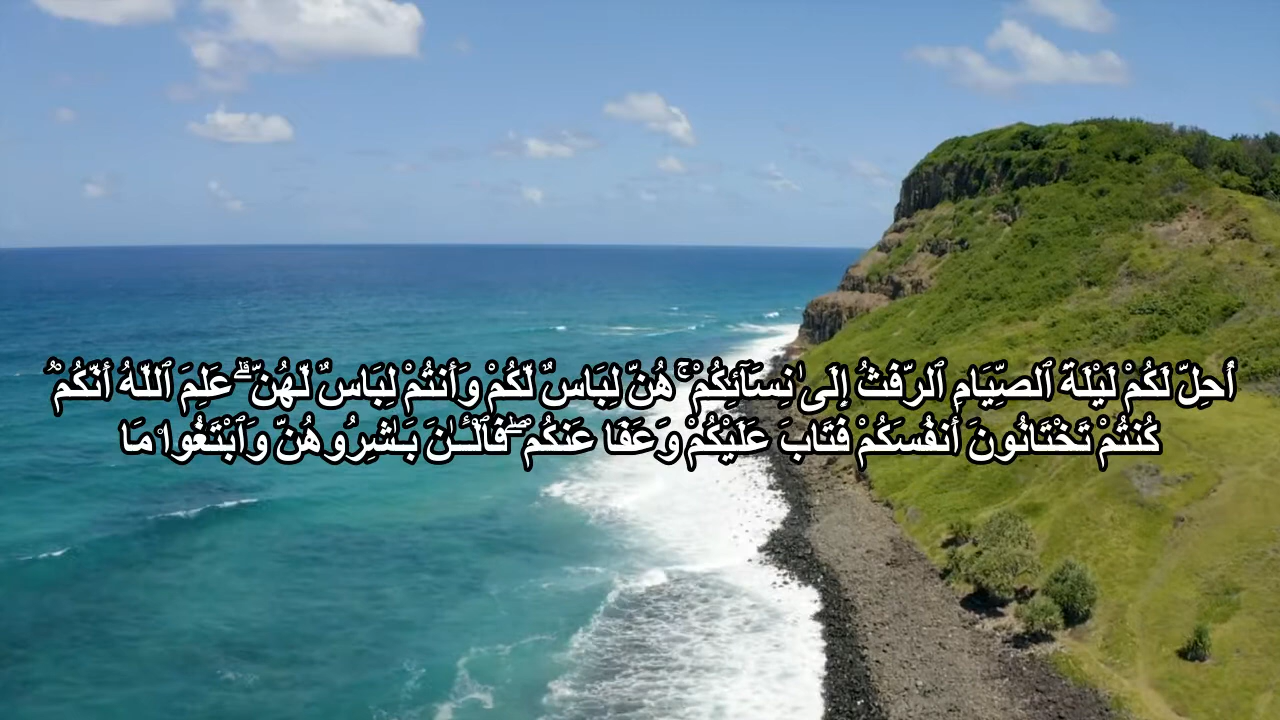 أُحِلَّ لَكُمْ لَيْلَةَ ٱلصِّيَامِ ٱلرَّفَثُ إِلَىٰ نِسَآئِكُمْ ۚ هُنَّ لِبَاسٌ لَّكُمْ وَأَنتُمْ لِبَاسٌ لَّهُنَّ ۗ عَلِمَ ٱللَّهُ أَنَّكُمْ
كُنتُمْ تَخْتَانُونَ أَنفُسَكُمْ فَتَابَ عَلَيْكُمْ وَعَفَا عَنكُمْ ۖ فَٱلْـَٰٔنَ بَـٰشِرُوهُنَّ وَٱبْتَغُوا۟ مَا